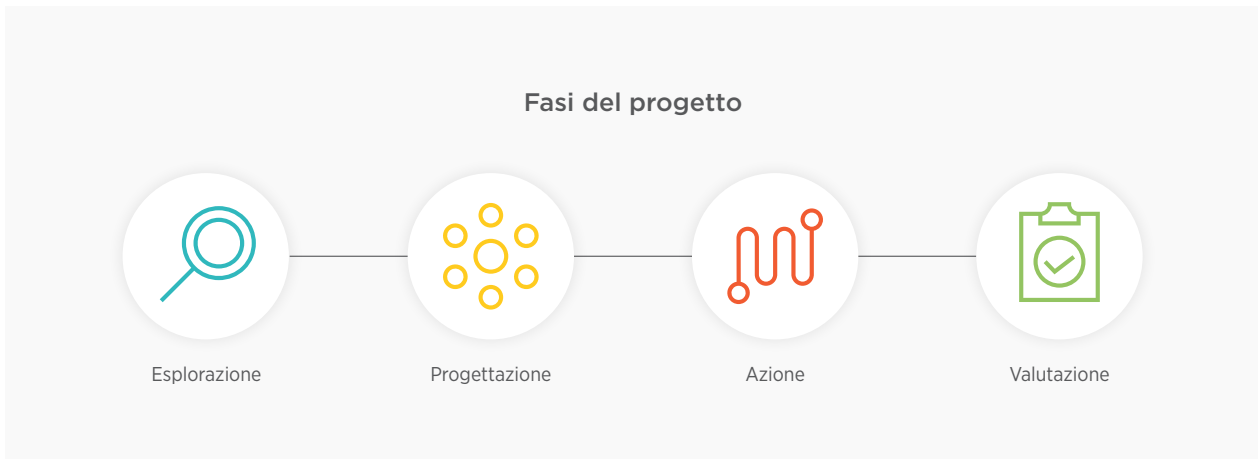 Fasi del progetto
Esplorazione
Progettazione
Azione
Valutazione